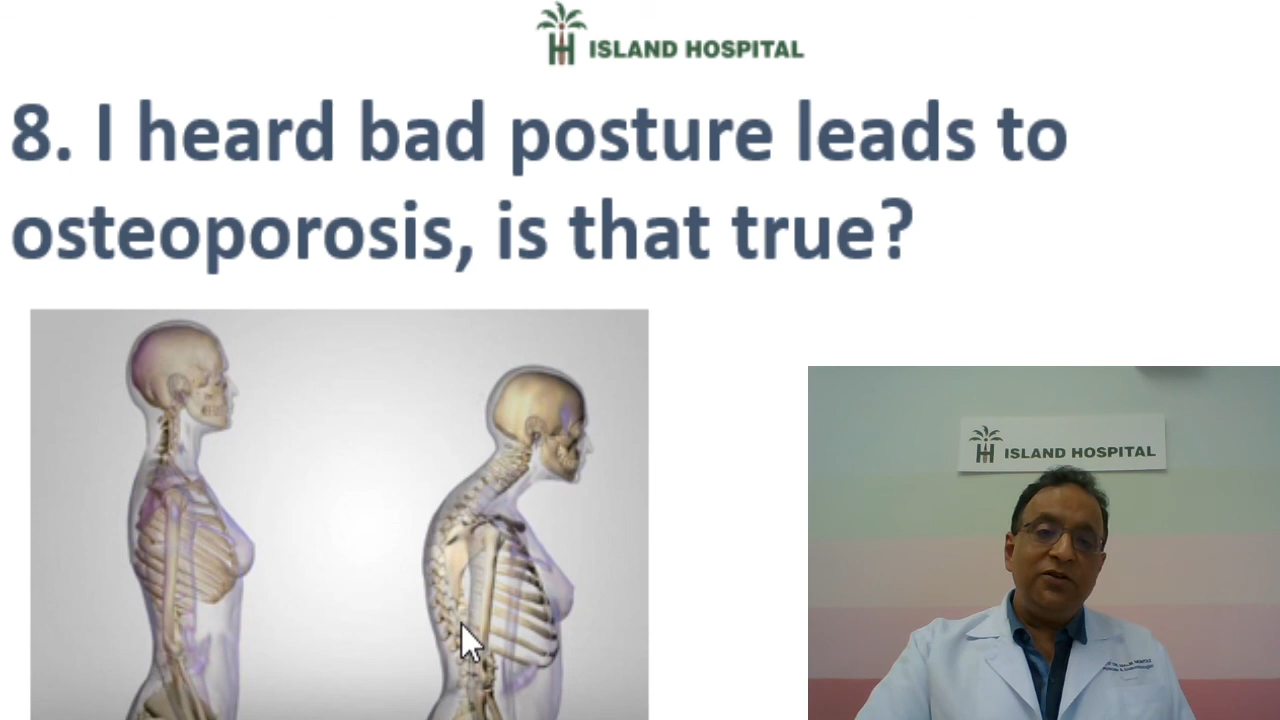 ISLAND HOSPITAL
8. I heard bad posture leads to
osteoporosis, is that true?
ISLAND HOSPITAL